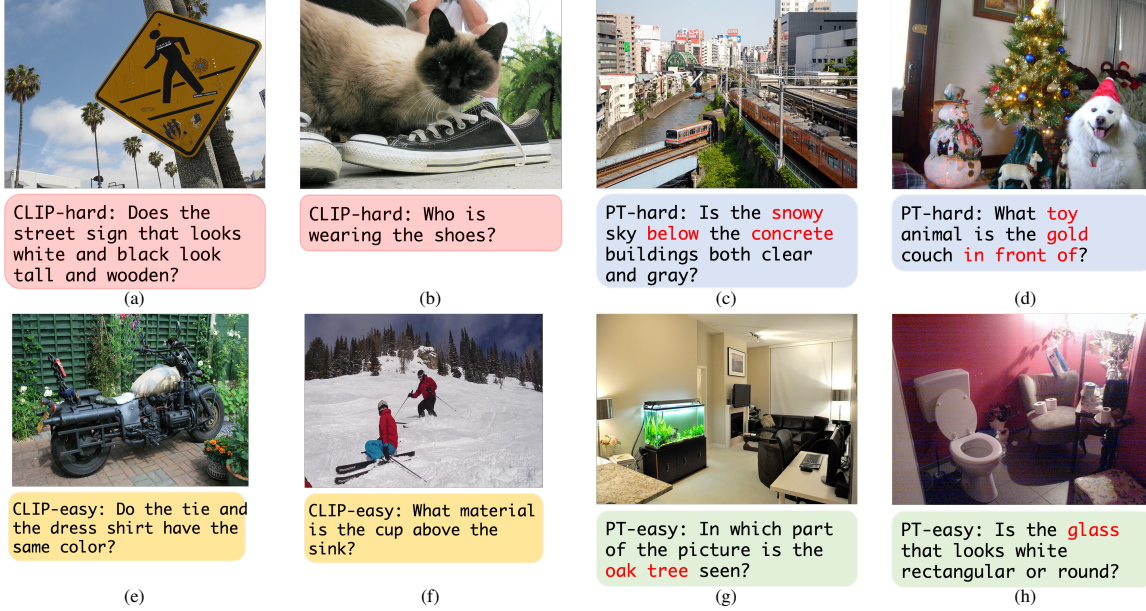 CLIP-hard: Does the
street sign that looks
white and black look
tall and wooden?
(a)
CLIP-hard: Who is
wearing the shoes?
(b)
PT-hard: Is the snowy
sky below the concrete
buildings both clear
and gray?
(c)
PT-hard: What toy
animal is the gold
couch in front of?
(d)
CLIP-easy: Do the tie and
the dress shirt have the
same color?
(e)
CLIP-easy: What material
is the cup above the
sink?
(f)
PT-easy: In which part
of the picture is the
oak tree seen?
(g)
PT-easy: Is the glass
that looks white
rectangular or round?
(h)